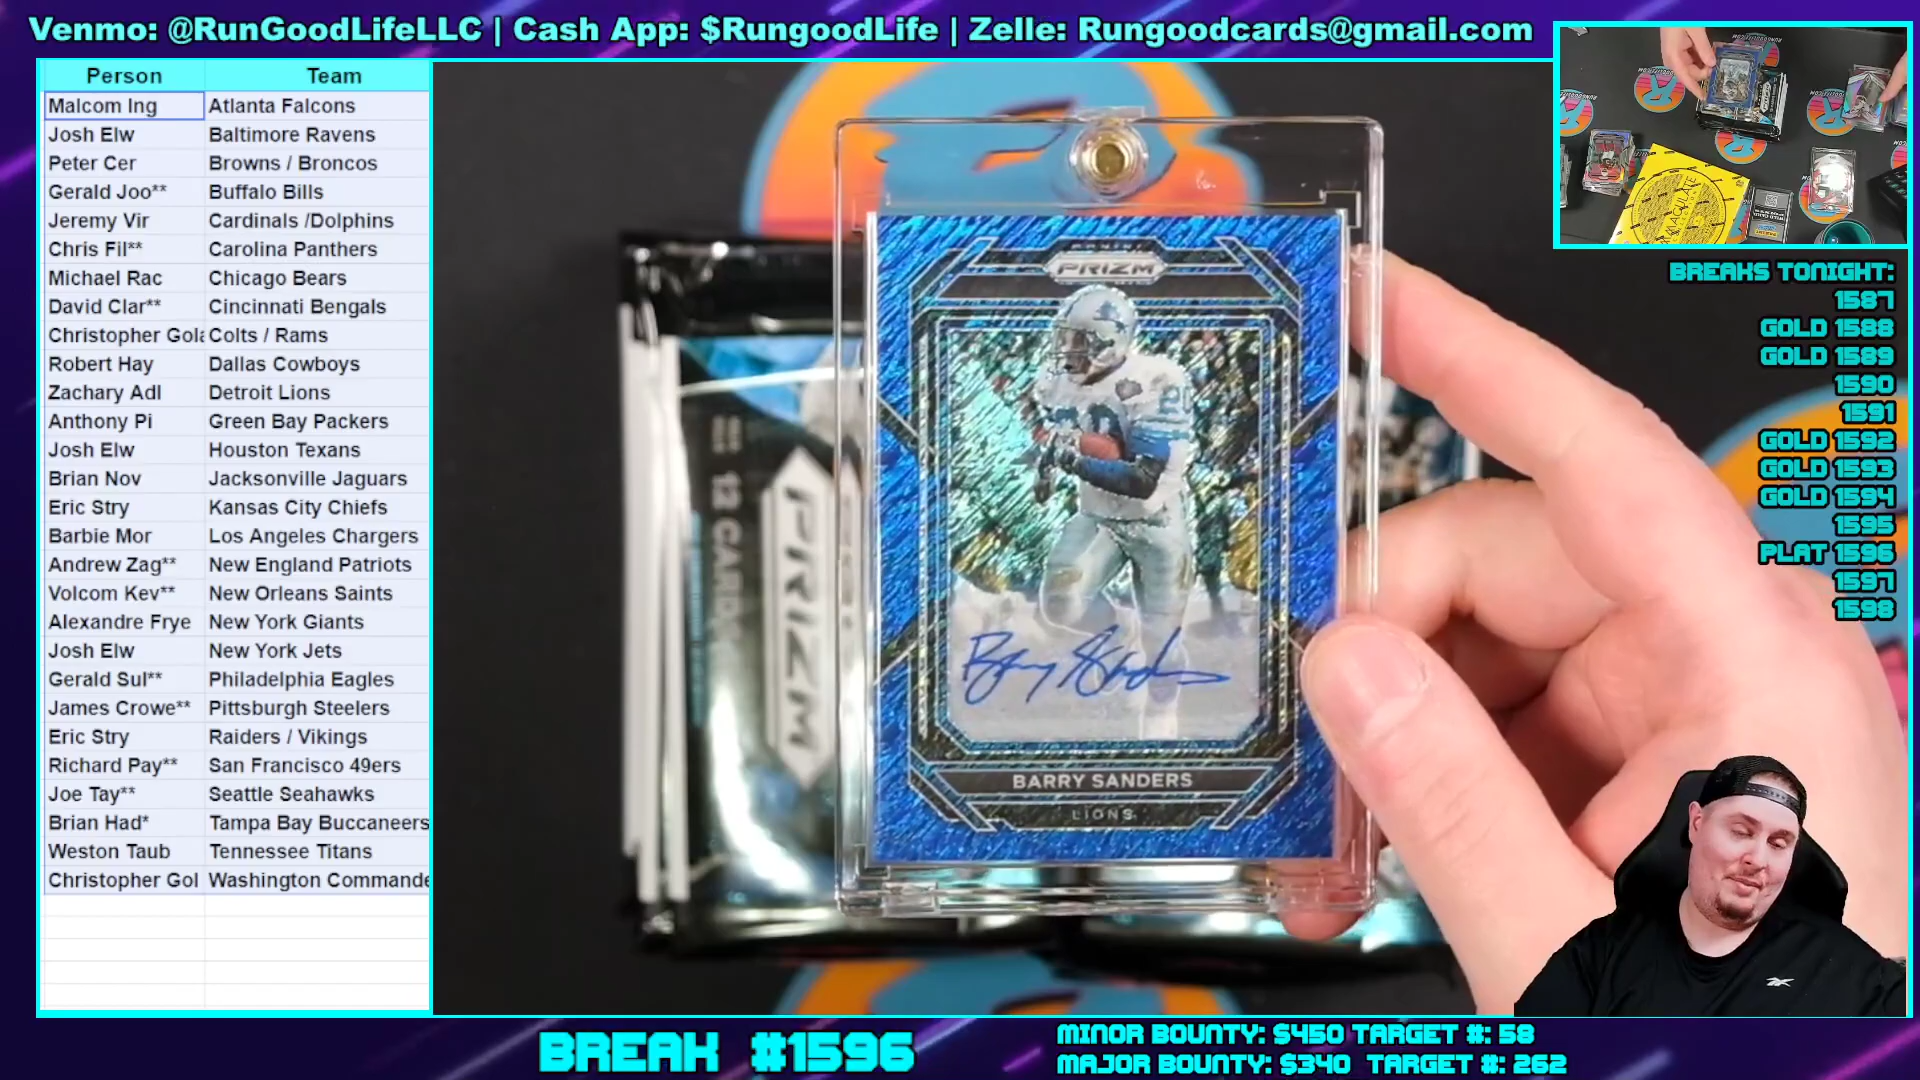 Venmo: @RunGoodLifeLLC | Cash App: $RungoodLife | Zelle: Rungoodcards@gmail.com
Person Team
Malcom Ing Atlanta Falcons
Josh Elw Baltimore Ravens
Peter Cer Browns / Broncos
Gerald Joo** Buffalo Bills
Jeremy Vir Cardinals /Dolphins
Chris Fil** Carolina Panthers
Michael Rac Chicago Bears
David Clar** Cincinnati Bengals
Christopher Gola Colts / Rams
Robert Hay Dallas Cowboys
Zachary Adl Detroit Lions
Anthony Pi Green Bay Packers
Josh Elw Houston Texans
Brian Nov Jacksonville Jaguars
Eric Stry Kansas City Chiefs
Barbie Mor Los Angeles Chargers
Andrew Zag** New England Patriots
Volcom Kev** New Orleans Saints
Alexandre Frye New York Giants
Josh Elw New York Jets
Gerald Sul** Philadelphia Eagles
James Crowe** Pittsburgh Steelers
Eric Stry Raiders / Vikings
Richard Pay** San Francisco 49ers
Joe Tay** Seattle Seahawks
Brian Had* Tampa Bay Buccaneers
Weston Taub Tennessee Titans
Christopher Gol Washington Commande
12 CARDS
PRIZM
PANINI
PRIZM
20
Barry Sanders
BARRY SANDERS
LIONS
IMMACULATE
BREAKS TONIGHT:
1587
GOLD 1588
GOLD 1589
1590
1591
GOLD 1592
GOLD 1593
GOLD 1594
1595
PLAT 1596
1597
1598
BREAK #1596
MINOR BOUNTY: $450 TARGET #: 58
MAJOR BOUNTY: $340 TARGET #: 262